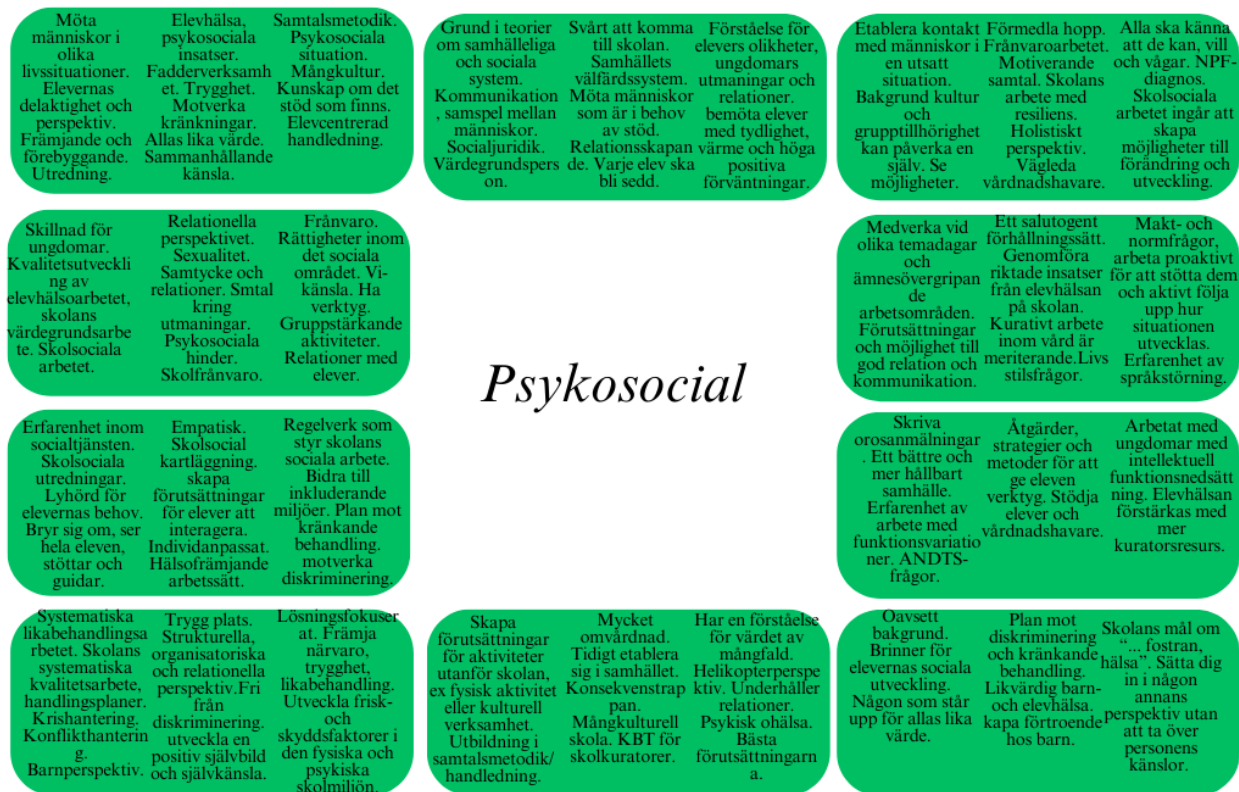 Möta
människor i
olika
livssituationer.
Elevernas
delaktighet och
perspektiv.
Främjande och
förebyggande.
Utredning.
Elevhälsa,
psykosociala
insatser.
Fadderverksamh
et. Trygghet.
Motverka
kränkningar.
Allas lika värde.
Sammanhållande
känsla.
Samtalsmetodik.
Psykosocial
situation.
Mångkultur.
Kunskap om det
stöd som finns.
Elevcentrerad
handledning.
Grund i teorier
om samhälleliga
och sociala
system.
Kommunikation
, samspel mellan
människor.
Socialjuridik.
Värdegrundspers
on.
Svårt att komma
till skolan.
Samhällets
välfärdssystem.
Möta människor
som är i behov
av stöd.
Relationsskapan
de. Varje elev ska
bli sedd.
Förståelse för
elevers olikheter,
ungdomars
utmaningar och
relationer.
bemöta elever
med tydlighet,
värme och höga
positiva
förväntningar.
Etablera kontakt
med människor i
en utsatt
situation.
Bakgrund kultur
och
grupptillhörighet
kan påverka en
själv. Se
möjligheter.
Förmedla hopp.
Frånvaroarbetet.
Motiverande
samtal. Skolans
arbete med
resiliens.
Holistiskt
perspektiv.
Vägleda
vårdnadshavare.
Alla ska känna
att de kan, vill
och vågar. NPF-
diagnos.
Skolsociala
arbetet ingår att
skapa
möjligheter till
förändring och
utveckling.
Skillnad för
ungdomar.
Kvalitetsutveckli
ng av
elevhälsoarbetet,
skolans
värdegrundsarbe
te. Skolsociala
arbetet.
Relationella
perspektivet.
Sexualitet.
Samtycke och
relationer. Smtal
kring
utmaningar.
Psykosociala
hinder.
Skolfrånvaro.
Frånvaro.
Rättigheter inom
det sociala
området. Vi-
känsla. Ha
verktyg.
Gruppstärkande
aktiviteter.
Relationer med
elever.
Psykosocial
Medverka vid
olika temadagar
och
ämnesövergripan
de
arbetsområden.
Förutsättningar
och möjlighet till
god relation och
kommunikation.
Ett salutogent
förhållningssätt.
Genomföra
riktade insatser
från elevhälsan
på skolan.
Kurativt arbete
inom vård är
meriterande.Livs
stilsfrågor.
Makt- och
normfrågor,
arbeta proaktivt
för att stötta dem
och aktivt följa
upp hur
situationen
utvecklas.
Erfarenhet av
språkstörning.
Erfarenhet inom
socialtjänsten.
Skolsociala
utredningar.
Lyhörd för
elevernas behov.
Bryr sig om, ser
hela eleven,
stöttar och
guidar.
Empatisk.
Skolsocial
kartläggning.
skapa
förutsättningar
för elever att
interagera.
Individanpassat.
Hälsofrämjande
arbetssätt.
Regelverk som
styr skolans
sociala arbete.
Bidra till
inkluderande
miljöer. Plan mot
kränkande
behandling.
motverka
diskriminering.
Skriva
orosanmälningar
. Ett bättre och
mer hållbart
samhälle.
Erfarenhet av
arbete med
funktionsvariatio
ner. ANDTS-
frågor.
Åtgärder,
strategier och
metoder för att
ge eleven
verktyg. Stödja
elever och
vårdnadshavare.
Arbetat med
ungdomar med
intellektuell
funktionsnedsätt
ning. Elevhälsan
förstärkas med
mer
kuratorsresurs.
Systematiska
likabehandlingsa
rbetet. Skolans
systematiska
kvalitetsarbete,
handlingsplaner.
Krishantering.
Konflikthanterin
g.
Barnperspektiv.
Trygg plats.
Strukturella,
organisatoriska
och relationella
perspektiv.Fri
från
diskriminering.
utveckla en
positiv självbild
och självkänsla.
Lösningsfokuser
at. Främja
närvaro,
trygghet,
likabehandling.
Utveckla frisk-
och
skyddsfaktorer i
den fysiska och
psykiska
skolmiljön.
Skapa
förutsättningar
för aktiviteter
utanför skolan,
ex fysisk aktivitet
eller kulturell
verksamhet.
Utbildning i
samtalsmetodik/
handledning.
Mycket
omvårdnad.
Tidigt etablera
sig i samhället.
Konsekvenstrap
pan.
Mångkulturell
skola. KBT för
skolkuratorer.
Har en förståelse
för värdet av
mångfald.
Helikopterperspe
ktiv. Underhåller
relationer.
Psykisk ohälsa.
Bästa
förutsättningarn
a.
Oavsett
bakgrund.
Brinner för
elevernas sociala
utveckling.
Någon som står
upp för allas lika
värde.
Plan mot
diskriminering
och kränkande
behandling.
Likvärdig barn-
och elevhälsa.
kapa förtroende
hos barn.
Skolans mål om
“... fostran,
hälsa”. Sätta dig
in i någon
annans
perspektiv utan
att ta över
personens
känslor.